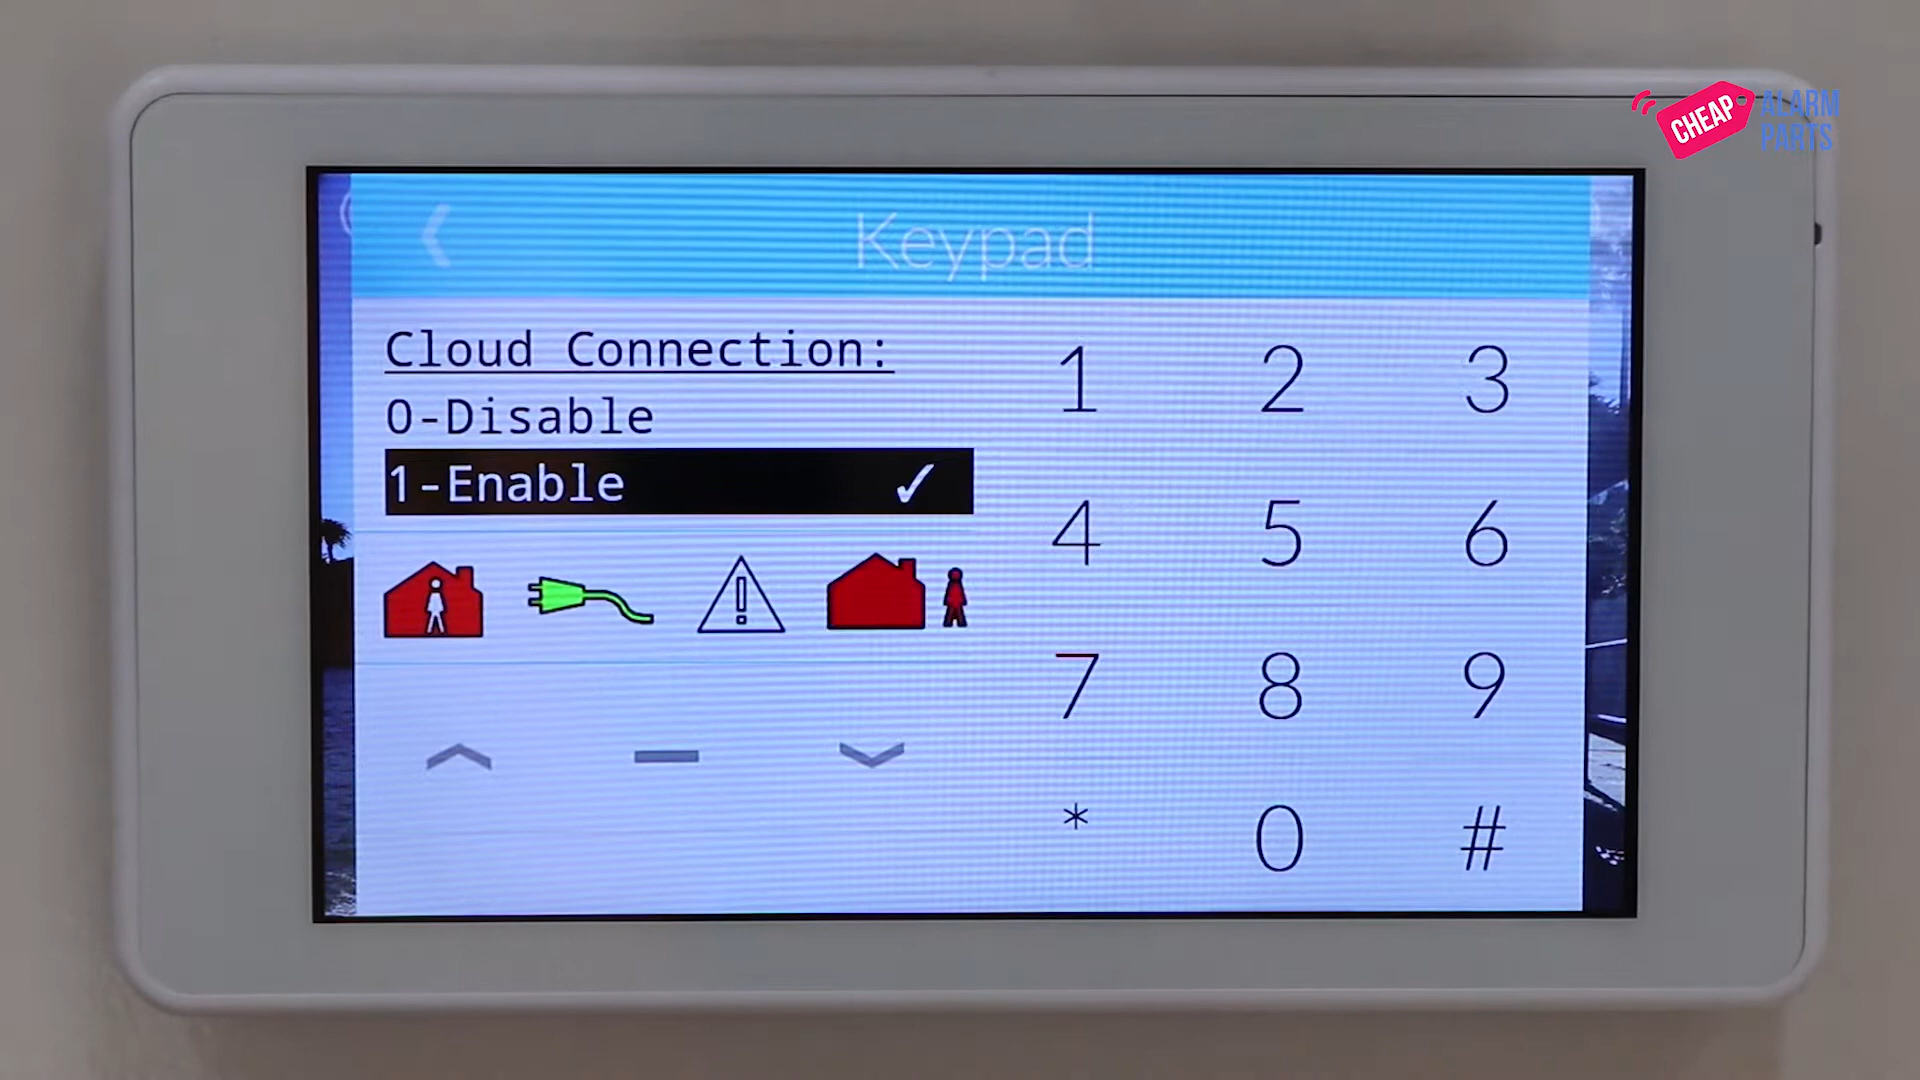 CHEAP
ALARM
PARTS
Keypad
Cloud Connection:
0-Disable
1-Enable ✓
1 2 3
4 5 6
7 8 9
* 0 #